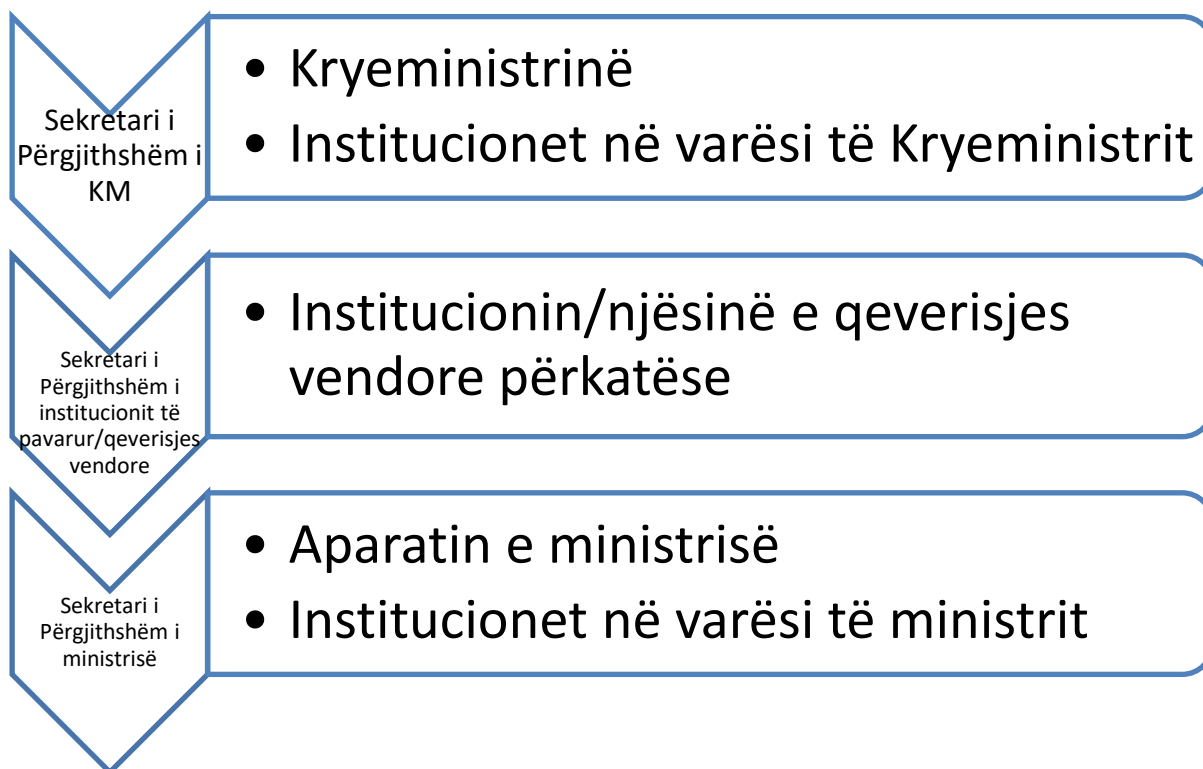 Sekretari i
Përgjithshëm i
KM
• Kryeministrinë
• Institucionet në varësi të Kryeministrit
Sekretari i
Përgjithshëm i
institucionit të
pavarur/qeverisjes
vendore
• Institucionin/njësinë e qeverisjes
vendore përkatëse
Sekretari i
Përgjithshëm i
ministrisë
• Aparatin e ministrisë
• Institucionet në varësi të ministrit